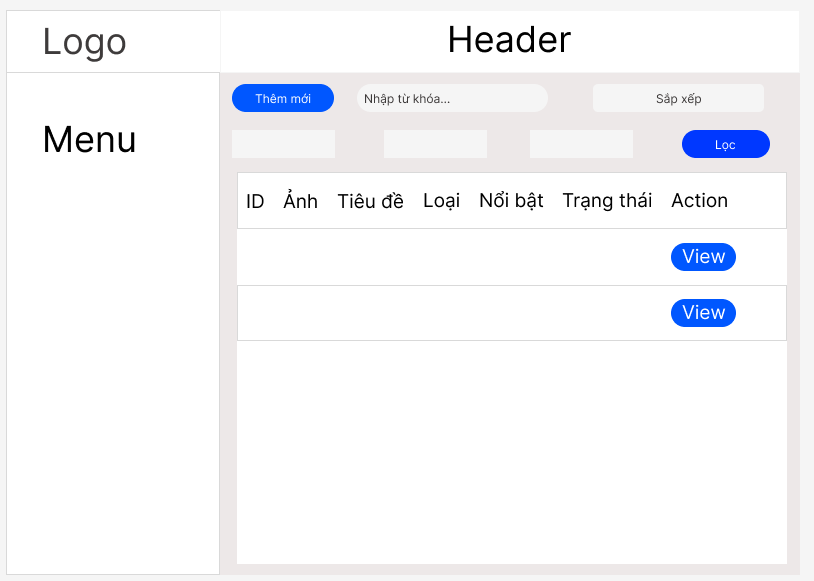 Logo
Header
Menu
Thêm mới
Nhập từ khóa...
Sắp xếp
Lọc
ID Ảnh Tiêu đề Loại Nổi bật Trạng thái Action
View
View